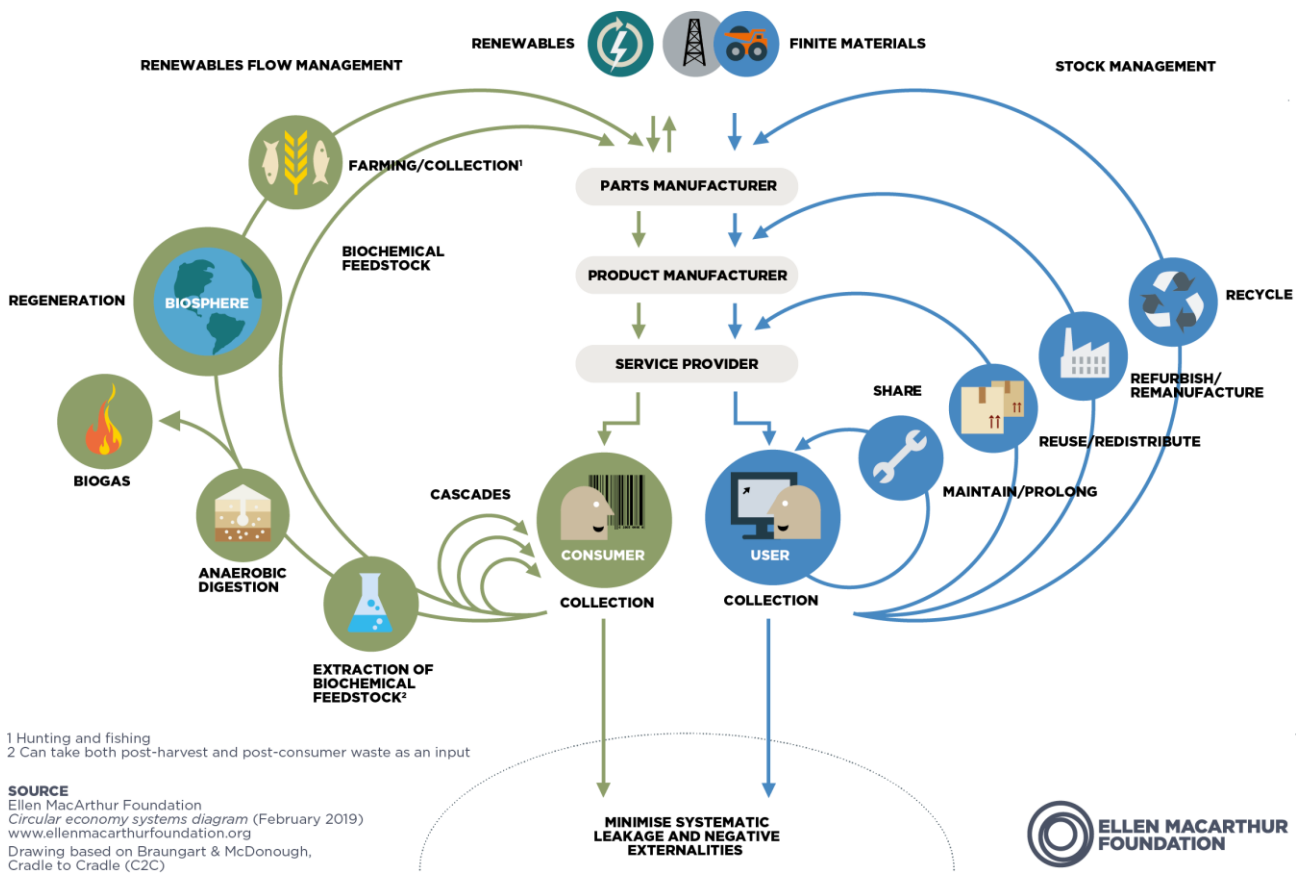 RENEWABLES
FINITE MATERIALS
RENEWABLES FLOW MANAGEMENT
STOCK MANAGEMENT
FARMING/COLLECTION¹
PARTS MANUFACTURER
BIOCHEMICAL
FEEDSTOCK
PRODUCT MANUFACTURER
REGENERATION
BIOSPHERE
RECYCLE
SERVICE PROVIDER
SHARE
REFURBISH/
REMANUFACTURE
REUSE/REDISTRIBUTE
BIOGAS
CASCADES
MAINTAIN/PROLONG
CONSUMER
USER
ANAEROBIC
DIGESTION
COLLECTION
COLLECTION
EXTRACTION OF
BIOCHEMICAL
FEEDSTOCK²
1 Hunting and fishing
2 Can take both post-harvest and post-consumer waste as an input
SOURCE
Ellen MacArthur Foundation
Circular economy systems diagram (February 2019)
www.ellenmacarthurfoundation.org
Drawing based on Braungart & McDonough,
Cradle to Cradle (C2C)
MINIMISE SYSTEMATIC
LEAKAGE AND NEGATIVE
EXTERNALITIES
ELLEN MACARTHUR
FOUNDATION